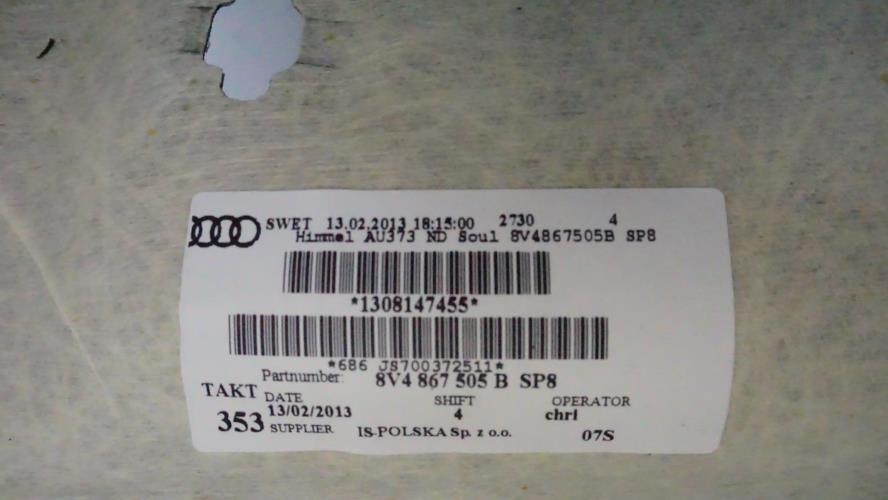 SWET 13.02.2013 18:15:00 2730 4
Himmel AU373 ND Soul 8V4867505B SP8
*1308147455*
*686 JS700372511*
Partnumber: 8V4 867 505 B SP8
TAKT DATE SHIFT OPERATOR
353 13/02/2013 4 chrl
SUPPLIER IS-POLSKA Sp. z o.o. 07S